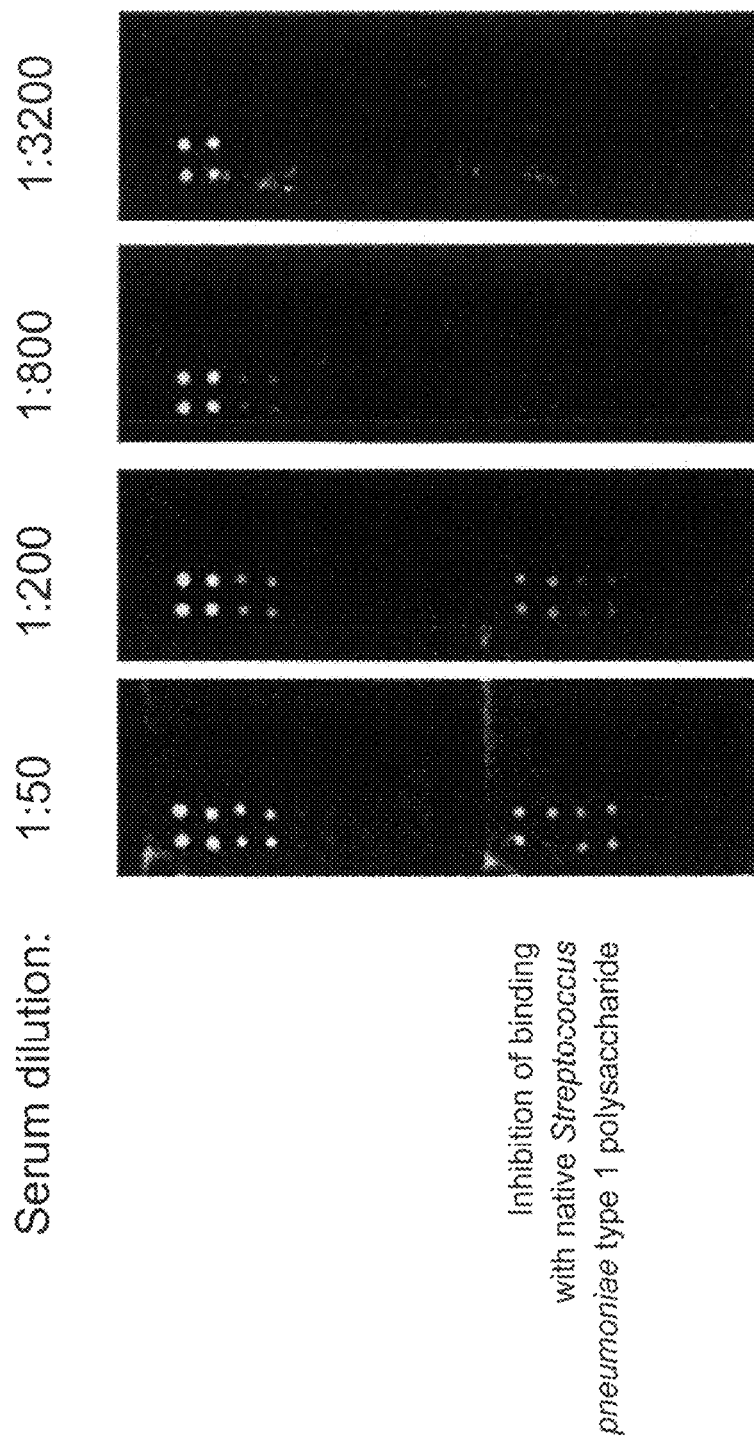 Serum dilution:
1:50
1:200
1:800
1:3200
Inhibition of binding
with native Streptococcus
pneumoniae type 1 polysaccharide